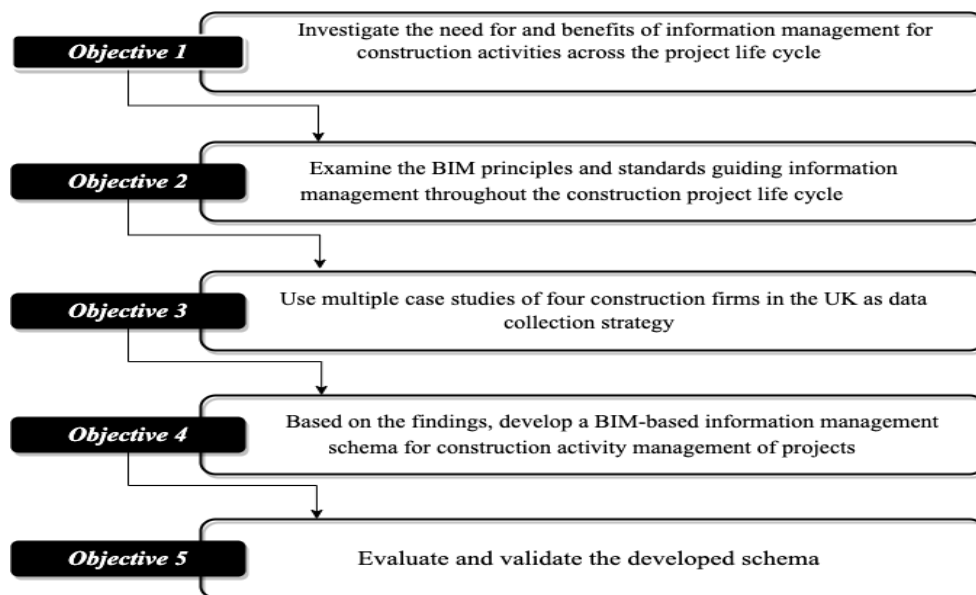 Objective 1
Investigate the need for and benefits of information management for
construction activities across the project life cycle
Objective 2
Examine the BIM principles and standards guiding information
management throughout the construction project life cycle
Objective 3
Use multiple case studies of four construction firms in the UK as data
collection strategy
Objective 4
Based on the findings, develop a BIM-based information management
schema for construction activity management of projects
Objective 5
Evaluate and validate the developed schema